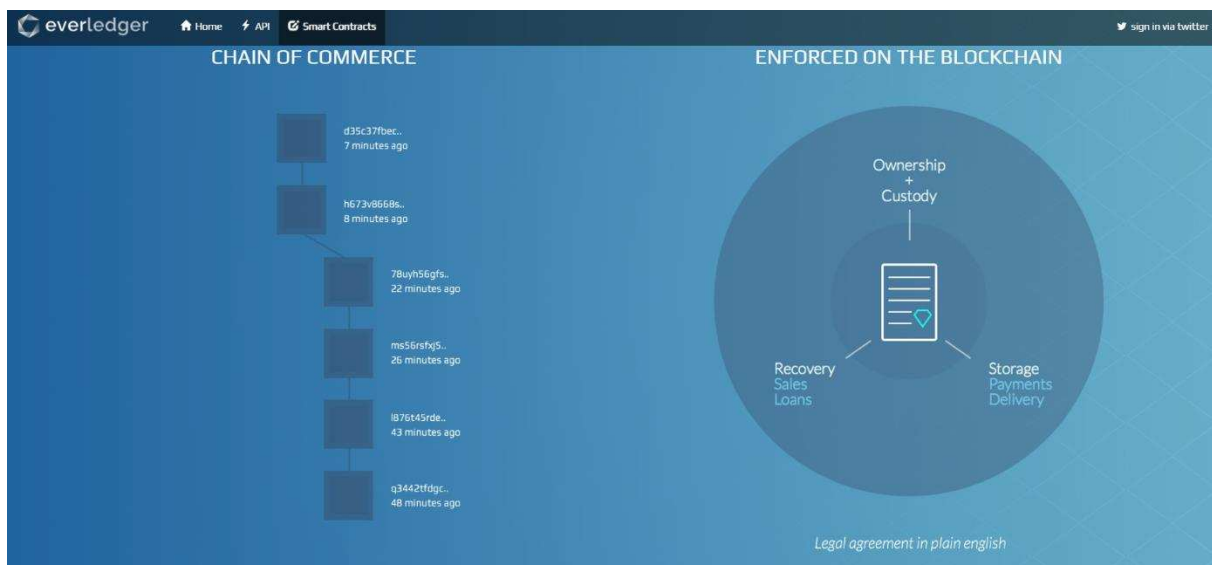 everledger
Home
API
Smart Contracts
sign in via twitter
CHAIN OF COMMERCE
d35c37fbec..
7 minutes ago
h673v8668s..
8 minutes ago
78uyh56gfs..
22 minutes ago
ms56rsfxj5..
26 minutes ago
l876t45rde..
43 minutes ago
q3442tfdgc..
48 minutes ago
ENFORCED ON THE BLOCKCHAIN
Ownership
+
Custody
Recovery
Sales
Loans
Storage
Payments
Delivery
Legal agreement in plain english